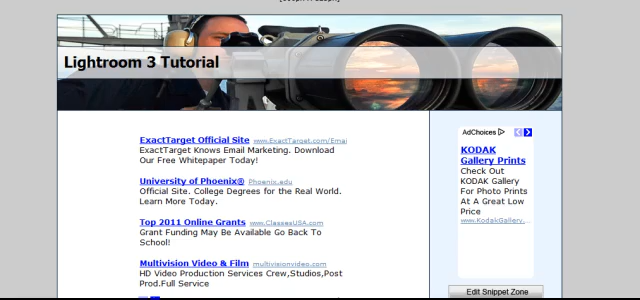 Lightroom 3 Tutorial
ExactTarget Official Site www.ExactTarget.com/Emai
ExactTarget Knows Email Marketing. Download
Our Free Whitepaper Today!
University of Phoenix® Phoenix.edu
Official Site. College Degrees for the Real World.
Learn More Today.
Top 2011 Online Grants www.ClassesUSA.com
Grant Funding May Be Available Go Back To
School!
Multivision Video & Film multivisionvideo.com
HD Video Production Services Crew,Studios,Post
Prod.Full Service
AdChoices
KODAK
Gallery Prints
Check Out
KODAK Gallery
For Photo Prints
At A Great Low
Price
www.KodakGallery...
Edit Snippet Zone